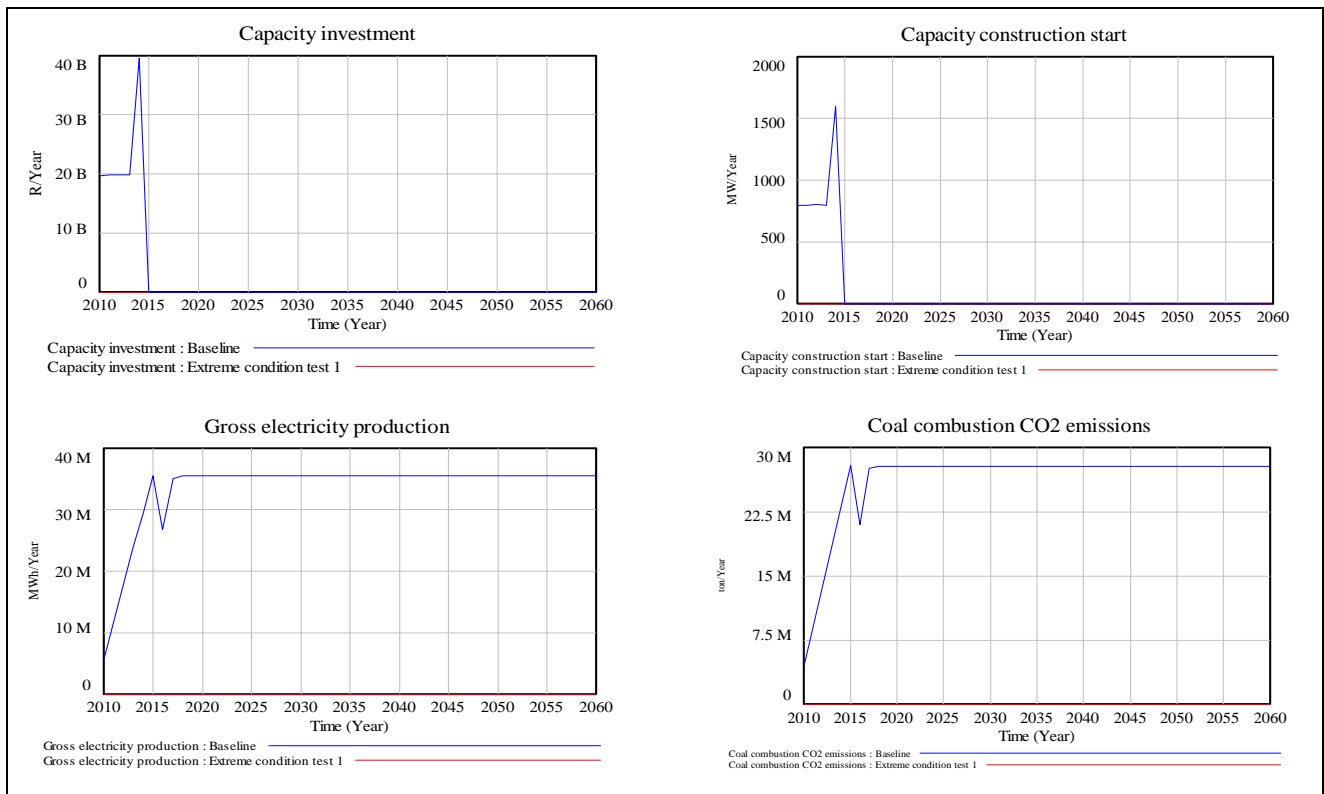 Capacity investment
40 B
30 B
20 B
10 B
0
R/Year
2010 2015 2020 2025 2030 2035 2040 2045 2050 2055 2060
Time (Year)
Capacity investment : Baseline
Capacity investment : Extreme condition test 1
Capacity construction start
2000
1500
1000
500
0
MW/Year
2010 2015 2020 2025 2030 2035 2040 2045 2050 2055 2060
Time (Year)
Capacity construction start : Baseline
Capacity construction start : Extreme condition test 1
Gross electricity production
40 M
30 M
20 M
10 M
0
MWh/Year
2010 2015 2020 2025 2030 2035 2040 2045 2050 2055 2060
Time (Year)
Gross electricity production : Baseline
Gross electricity production : Extreme condition test 1
Coal combustion CO2 emissions
30 M
22.5 M
15 M
7.5 M
0
ton/Year
2010 2015 2020 2025 2030 2035 2040 2045 2050 2055 2060
Time (Year)
Coal combustion CO2 emissions : Baseline
Coal combustion CO2 emissions : Extreme condition test 1